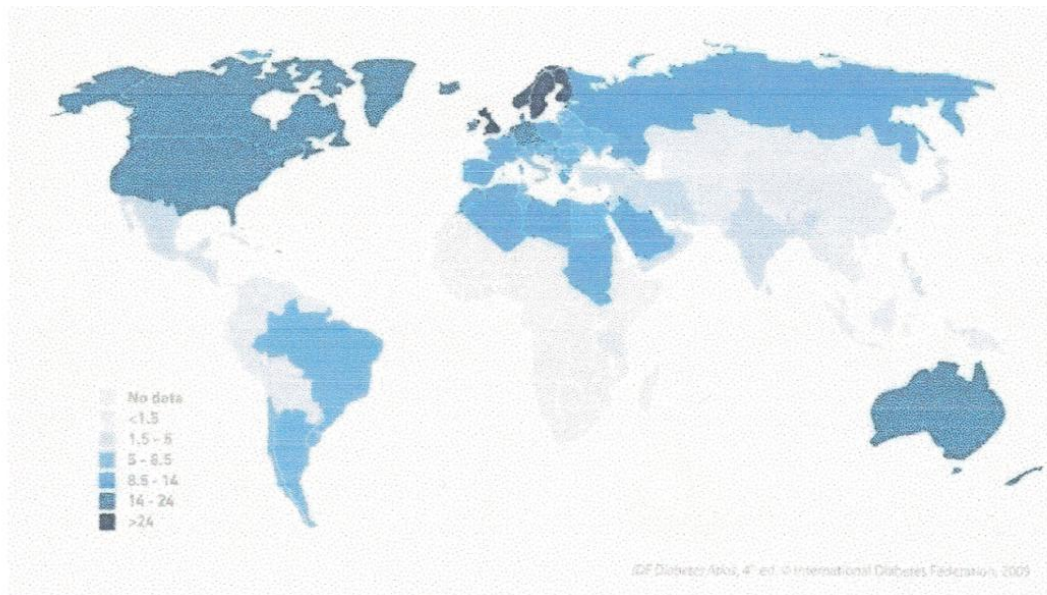 No data
<1.5
1.5 - 5
5 - 8.5
8.5 - 14
14 - 24
>24
IDF Diabetes Atlas, 4th ed. © International Diabetes Federation, 2009